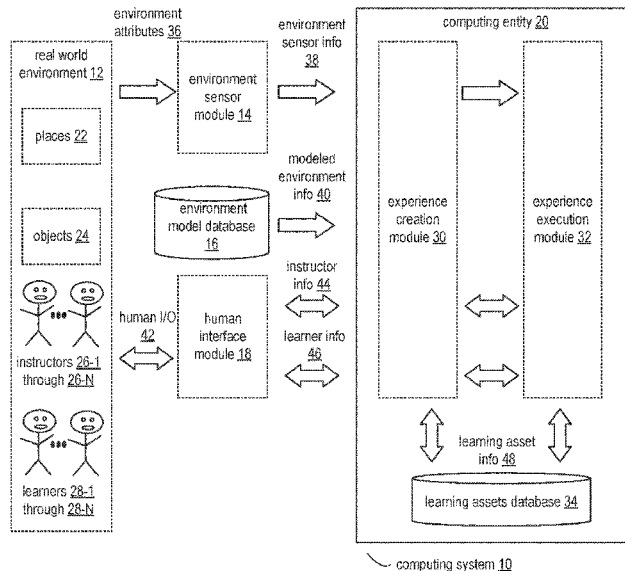 real world
environment 12
places 22
objects 24
instructors 26-1
through
26-N
learners 28-1
through
28-N
environment
attributes 36
environment
sensor
module 14
environment
sensor info
38
modeled
environment
info
40
environment
model database
16
human I/O
42
human
interface
module 18
instructor
info 44
learner info
46
computing entity 20
experience
creation
module 30
experience
execution
module 32
learning asset
info 48
learning assets database 34
computing system 10